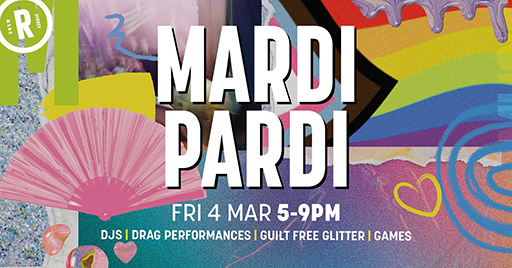 R
MARDI
PARDI
FRI 4 MAR 5-9PM
DJS | DRAG PERFORMANCES | GUILT FREE GLITTER | GAMES